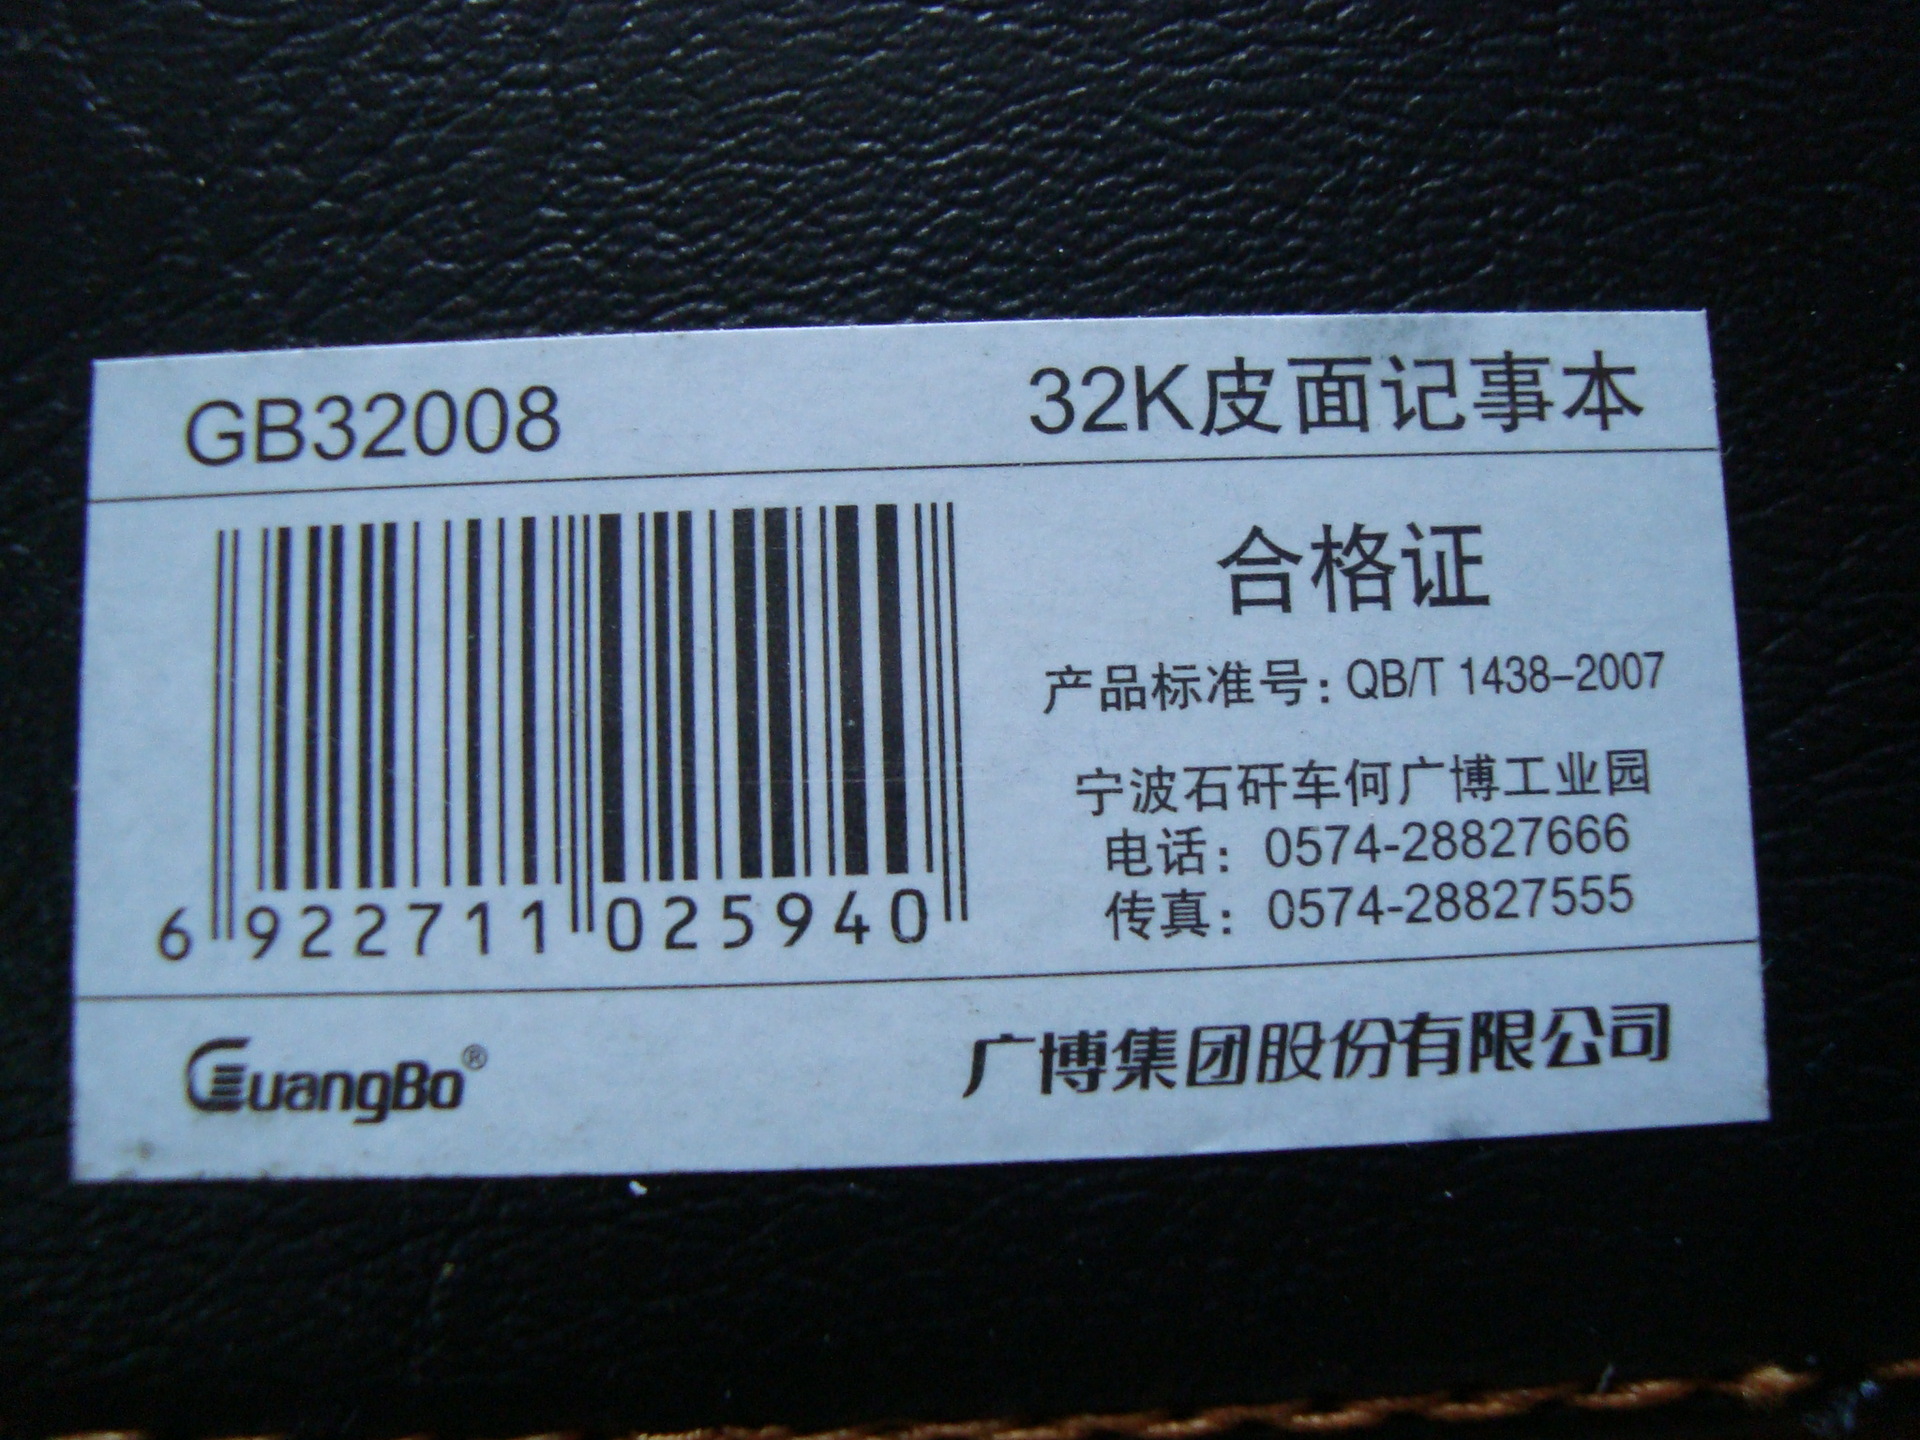 GB32008
32K皮面记事本
合格证
产品标准号: QB/T 1438-2007
宁波石矸车何广博工业园
电话: 0574-28827666
传真: 0574-28827555
6 922711 025940
GuangBo®
广博集团股份有限公司